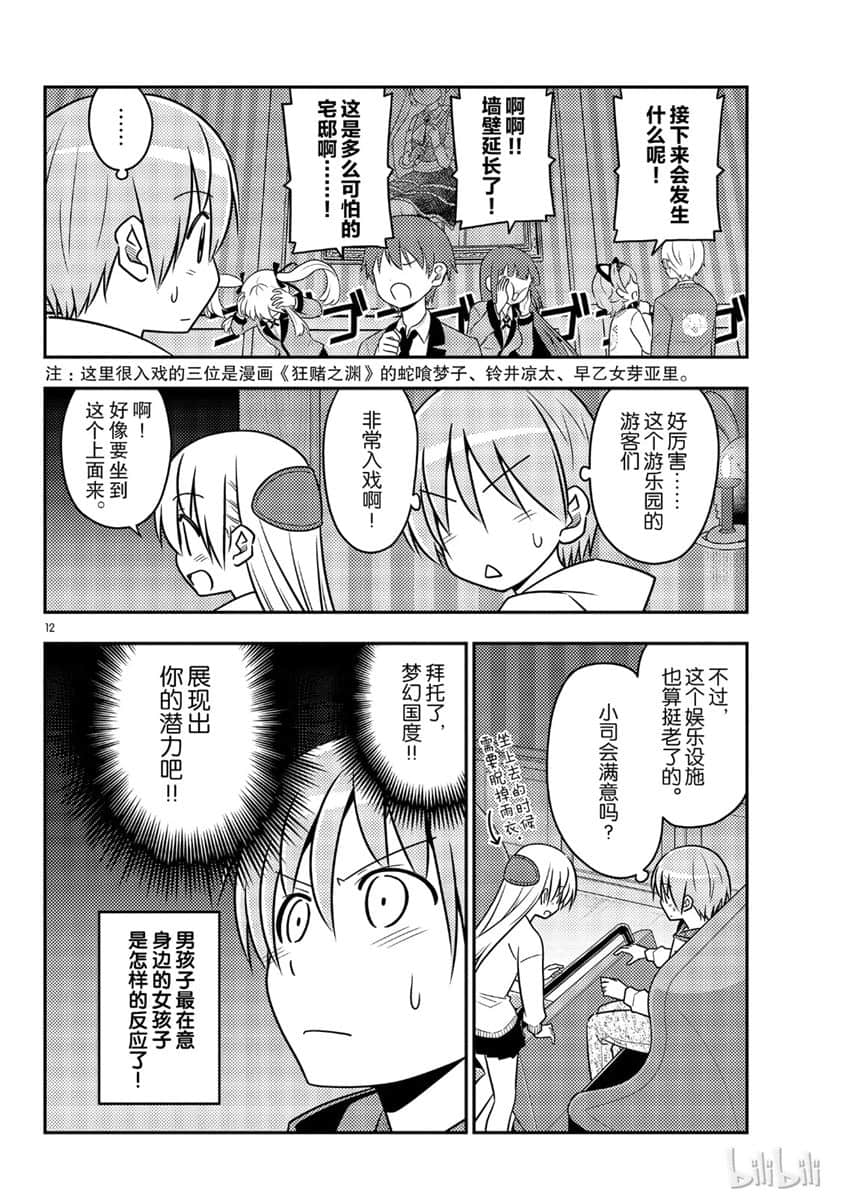 接下来会发生
什么呢！
啊啊!!
墙壁延长了！
这是多么可怕的
宅邸啊……！
…
ゴゴゴゴ
注：这里很入戏的三位是漫画《狂赌之渊》的蛇喰梦子、铃井凉太、早乙女芽亚里。
好厉害……
这个游乐园的
游客们
非常入戏啊！
啊！
好像要坐到
这个上面来。
12
不过，
这个娱乐设施
也算挺老了的。
小司会满意吗？
坐上去的时候
需要脱掉雨衣．
拜托了，
梦幻国度!!
展现出
你的潜力吧!!
男孩子最在意
身边的女孩子
是怎样的反应了！
bilibili